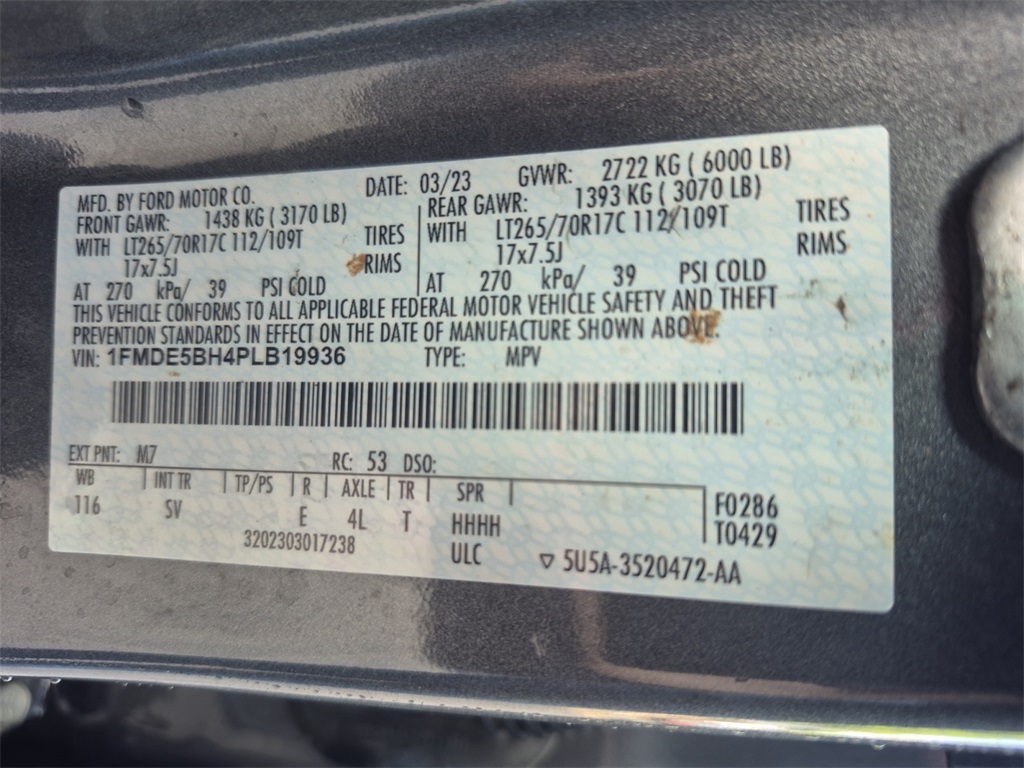 MFD. BY FORD MOTOR CO. DATE: 03/23 GVWR: 2722 KG ( 6000 LB)
FRONT GAWR: 1438 KG ( 3170 LB) REAR GAWR: 1393 KG ( 3070 LB)
WITH LT265/70R17C 112/109T TIRES WITH LT265/70R17C 112/109T TIRES
17x7.5J RIMS 17x7.5J RIMS
AT 270 kPa/ 39 PSI COLD AT 270 kPa/ 39 PSI COLD
THIS VEHICLE CONFORMS TO ALL APPLICABLE FEDERAL MOTOR VEHICLE SAFETY AND THEFT
PREVENTION STANDARDS IN EFFECT ON THE DATE OF MANUFACTURE SHOWN ABOVE.
VIN: 1FMDE5BH4PLB19936 TYPE: MPV
EXT PNT: M7 RC: 53 DSO:
WB INT TR TP/PS R AXLE TR SPR F0286
116 SV E 4L T HHHH T0429
3202303017238 ULC ▽ 5U5A-3520472-AA